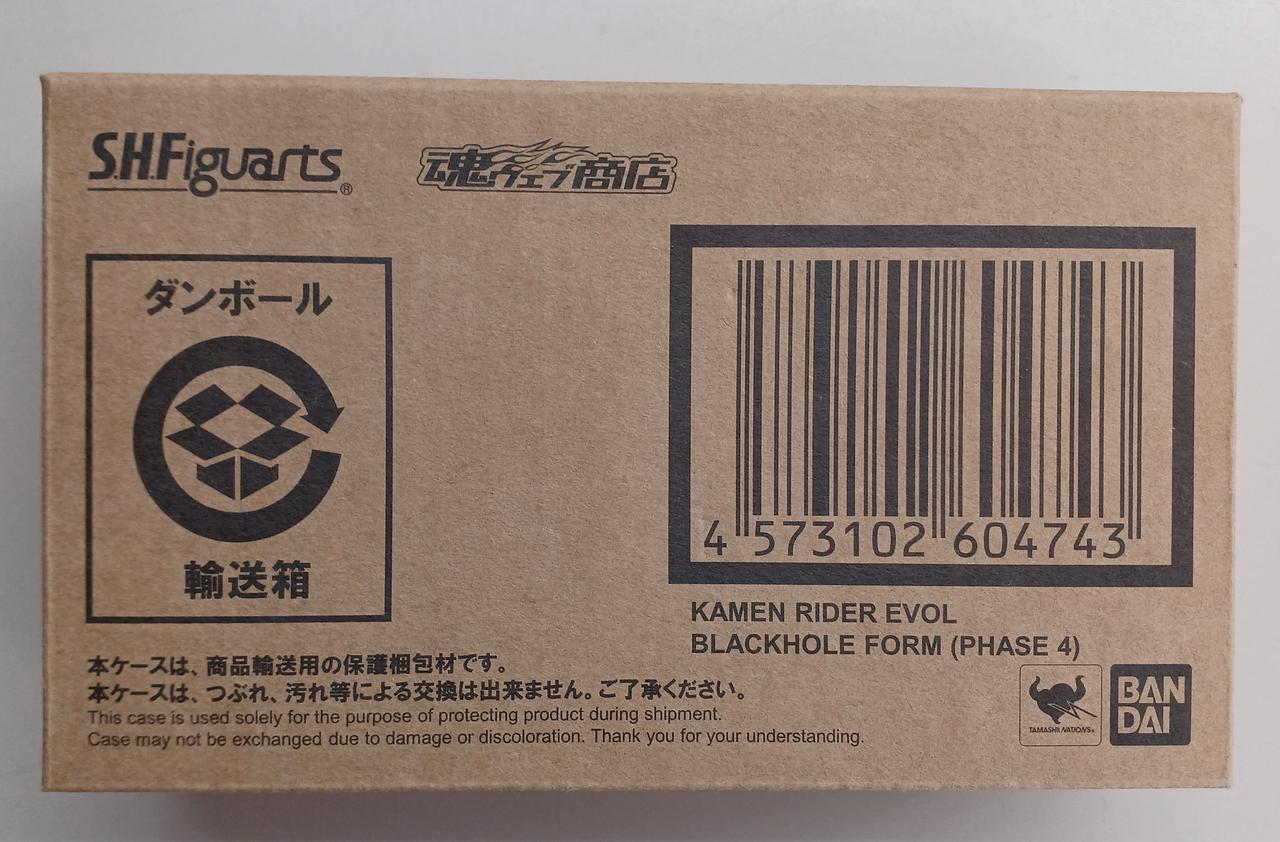 S.H.Figuarts®
魂ウェブ商店
ダンボール
輸送箱
4 573102 604743
KAMEN RIDER EVOL
BLACKHOLE FORM (PHASE 4)
本ケースは、商品輸送用の保護梱包材です。
本ケースは、つぶれ、汚れ等による交換は出来ません。ご了承ください。
This case is used solely for the purpose of protecting product during shipment.
Case may not be exchanged due to damage or discoloration. Thank you for your understanding.
TAMASHII NATIONS®
BAN
DAI